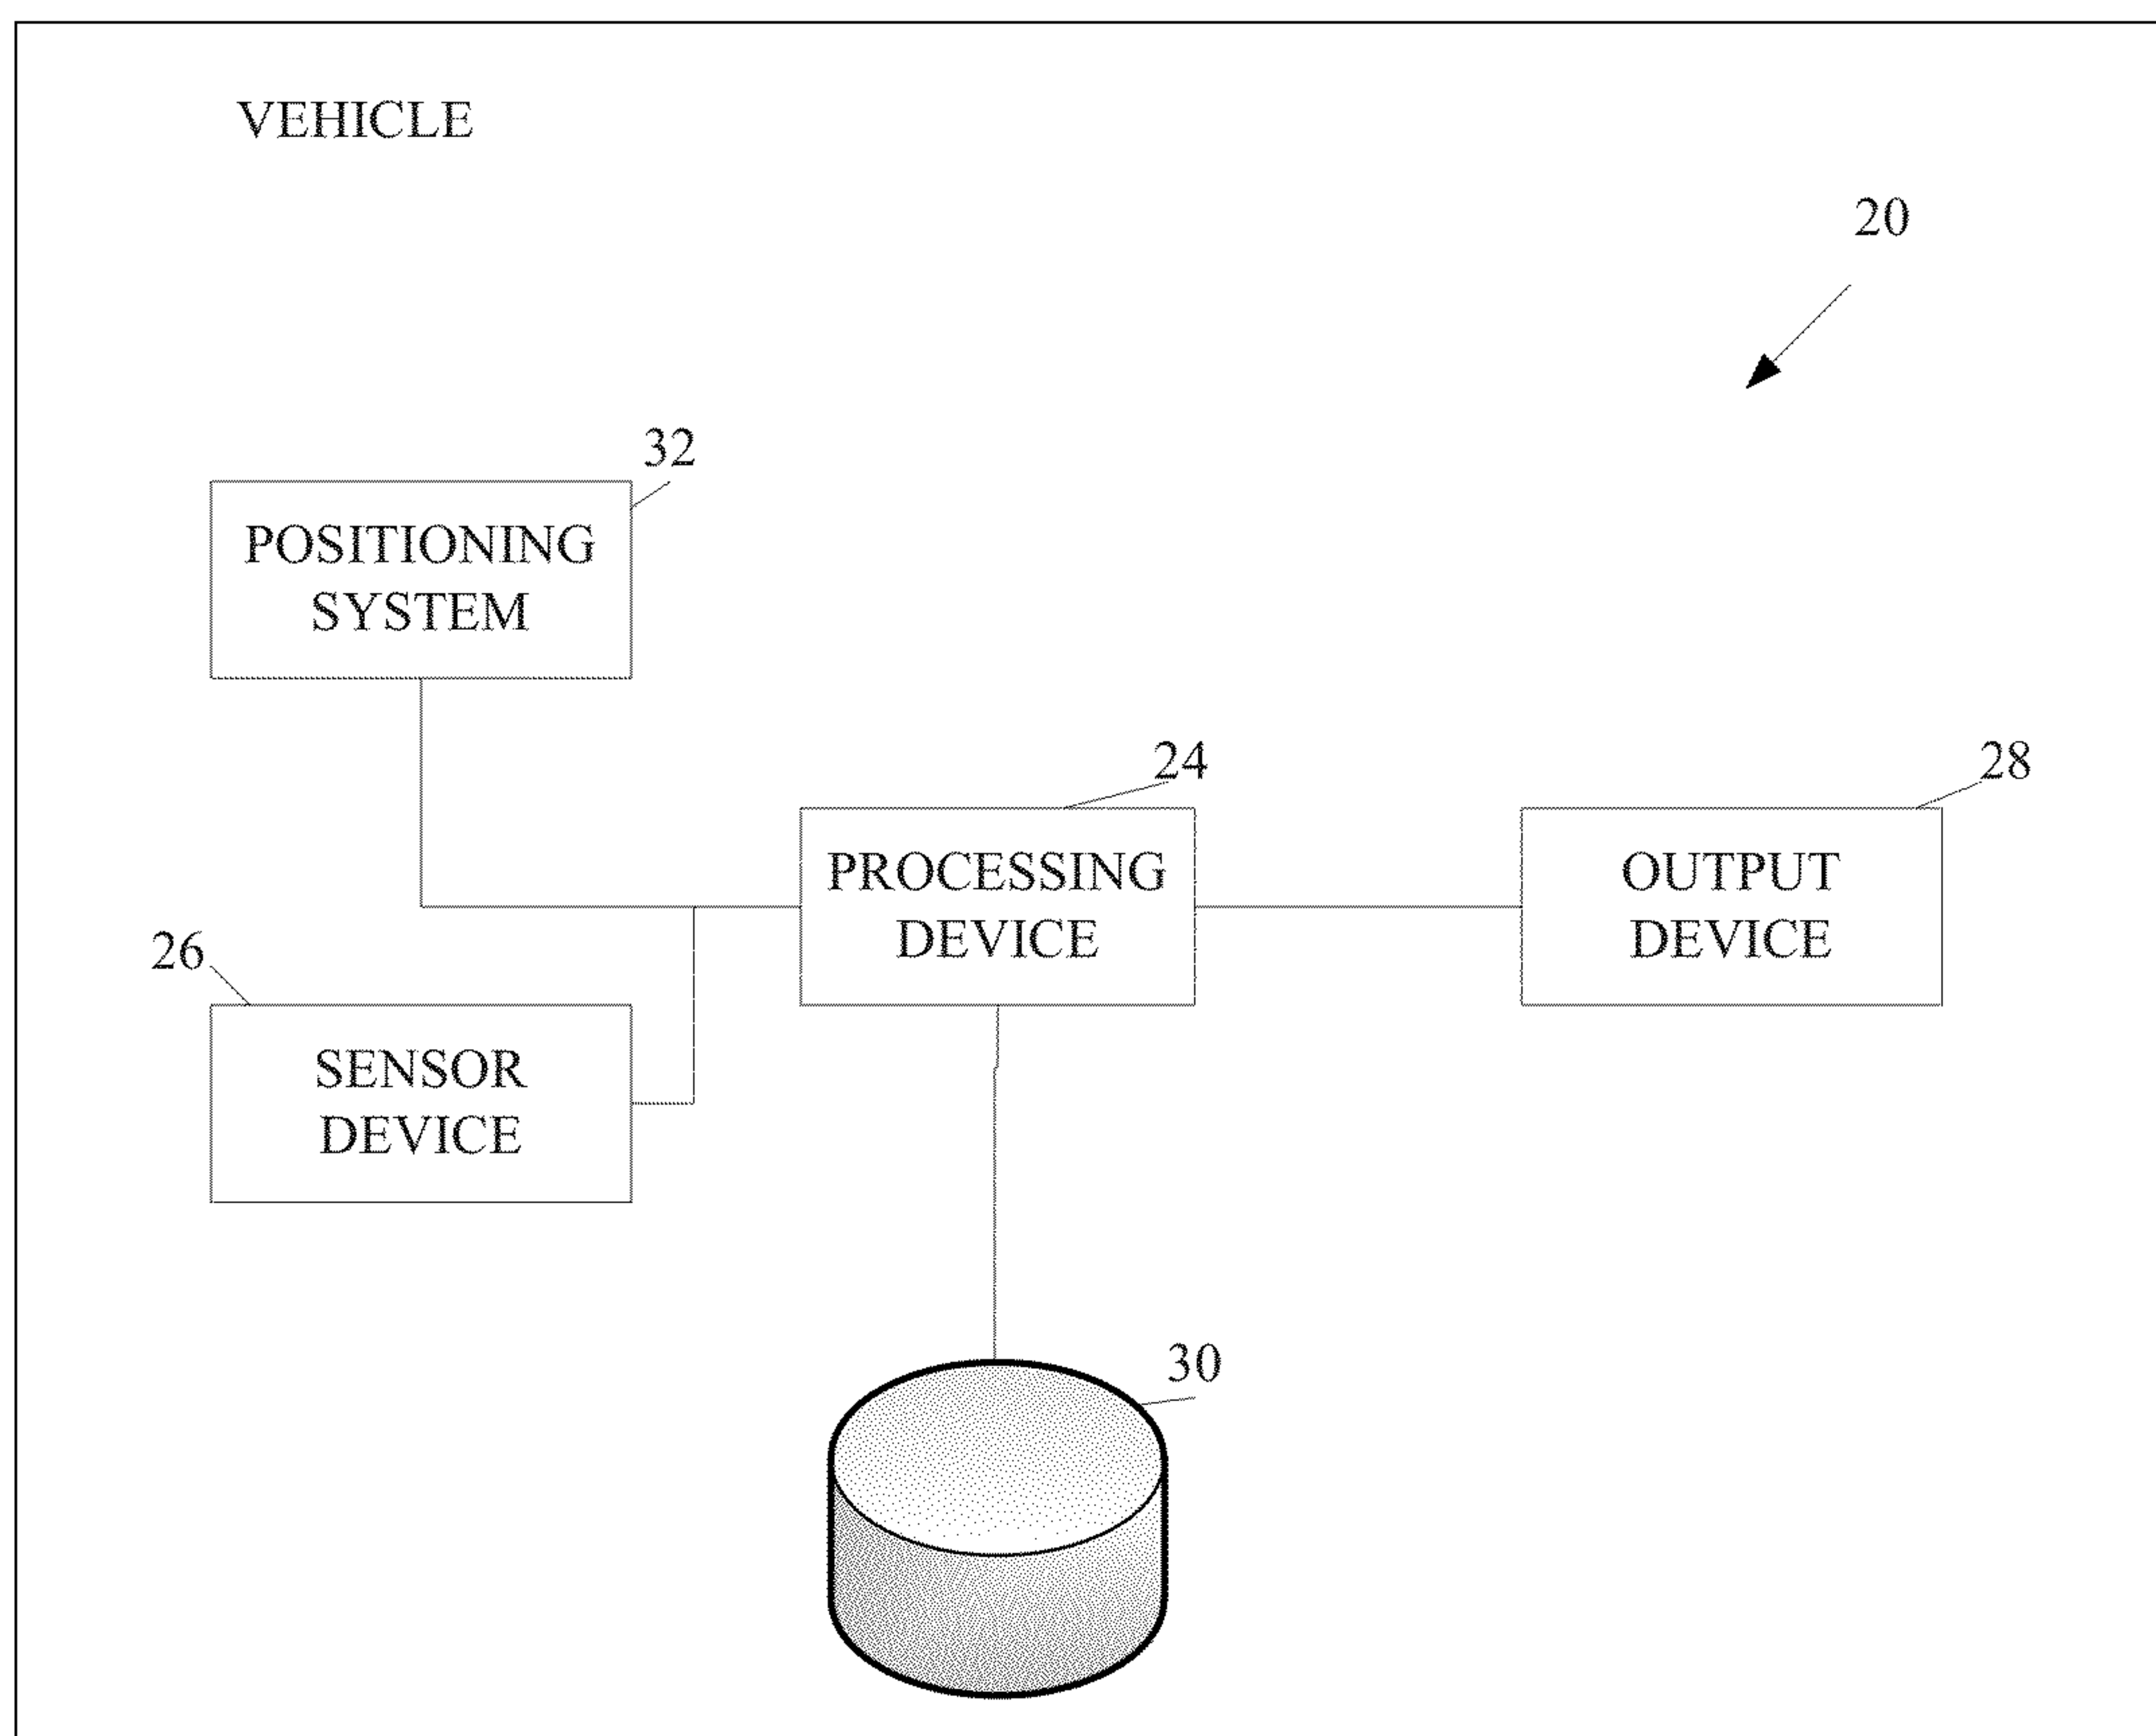 VEHICLE
20
32
POSITIONING
SYSTEM
24
28
PROCESSING
DEVICE
OUTPUT
DEVICE
26
SENSOR
DEVICE
30